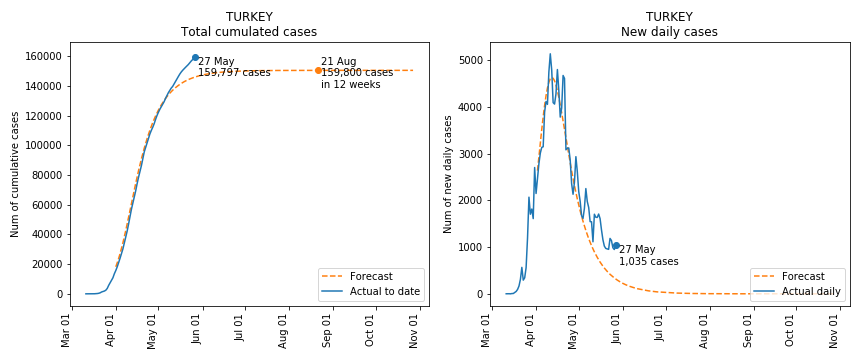 TURKEY
Total cumulated cases
Num of cumulative cases
160000
140000
120000
100000
80000
60000
40000
20000
0
27 May
159,797 cases
21 Aug
159,800 cases
in 12 weeks
Forecast
Actual to date
Mar 01
Apr 01
May 01
Jun 01
Jul 01
Aug 01
Sep 01
Oct 01
Nov 01
TURKEY
New daily cases
Num of new daily cases
5000
4000
3000
2000
1000
0
27 May
1,035 cases
Forecast
Actual daily
Mar 01
Apr 01
May 01
Jun 01
Jul 01
Aug 01
Sep 01
Oct 01
Nov 01